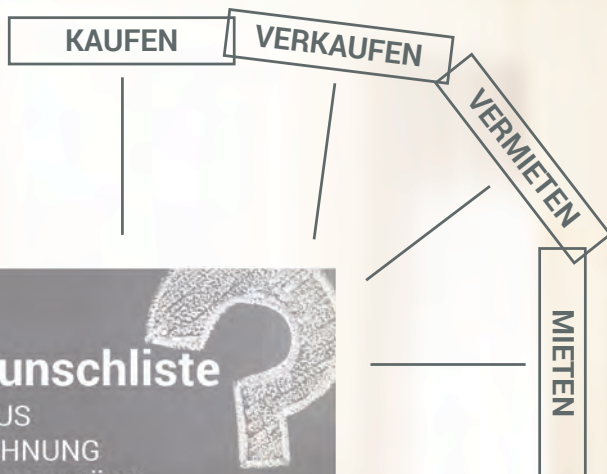 KAUFEN
VERKAUFEN
VERMIETEN
MIETEN
unschliste
US
HNUNG